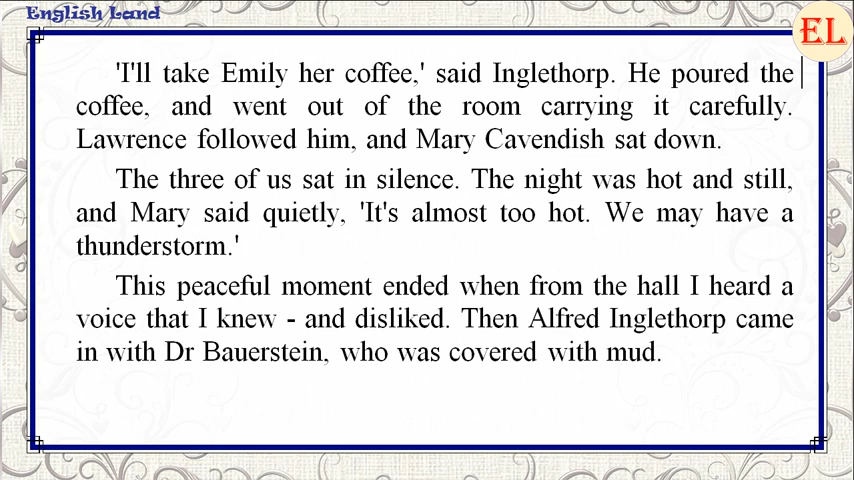 English Land
EL
'I'll take Emily her coffee,' said Inglethorp. He poured the
coffee, and went out of the room carrying it carefully.
Lawrence followed him, and Mary Cavendish sat down.
The three of us sat in silence. The night was hot and still,
and Mary said quietly, 'It's almost too hot. We may have a
thunderstorm.'
This peaceful moment ended when from the hall I heard a
voice that I knew - and disliked. Then Alfred Inglethorp came
in with Dr Bauerstein, who was covered with mud.